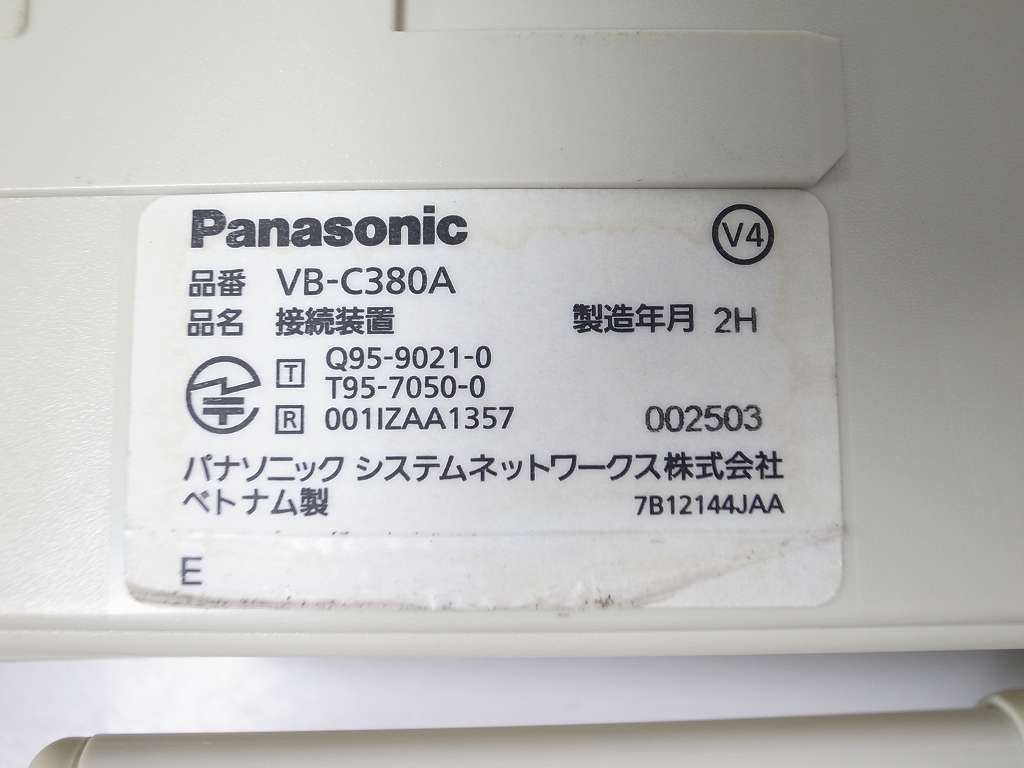 Panasonic
V4
品番 VB-C380A
品名 接続装置 製造年月 2H
T Q95-9021-0
T95-7050-0
R 001IZAA1357 002503
パナソニック システムネットワークス株式会社
ベトナム製 7B12144JAA
E